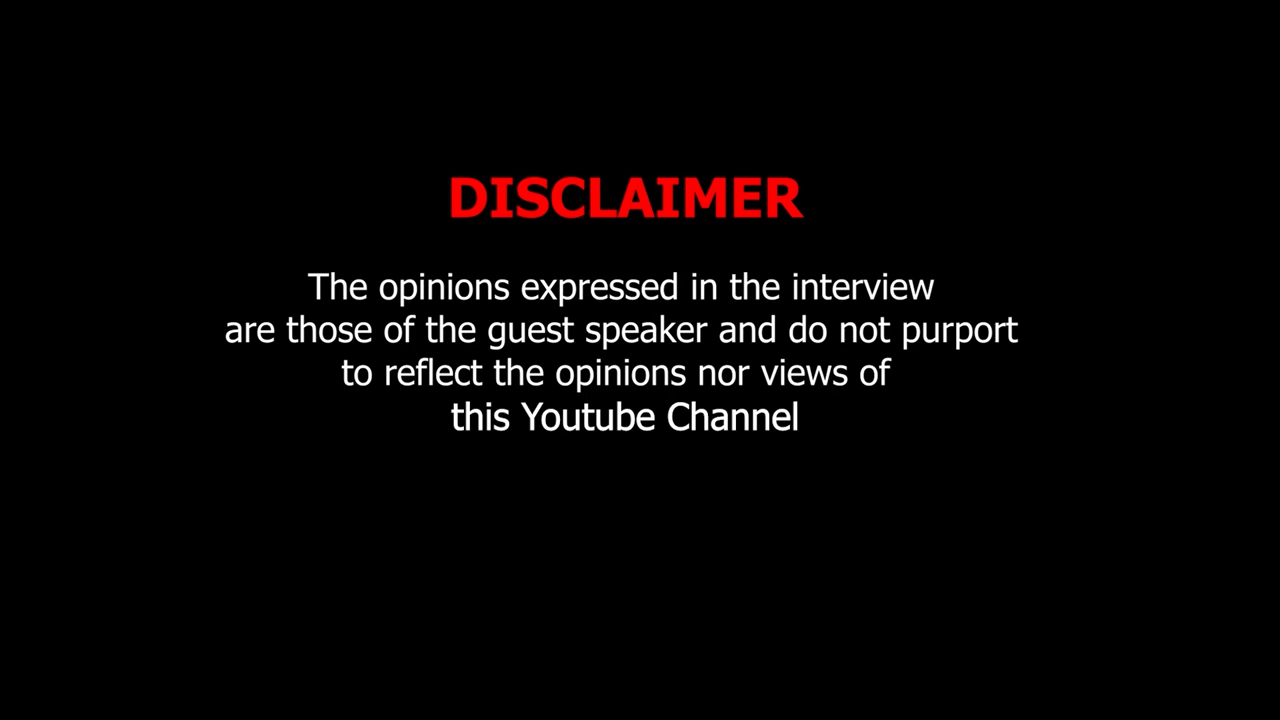 DISCLAIMER
The opinions expressed in the interview
are those of the guest speaker and do not purport
to reflect the opinions nor views of
this Youtube Channel